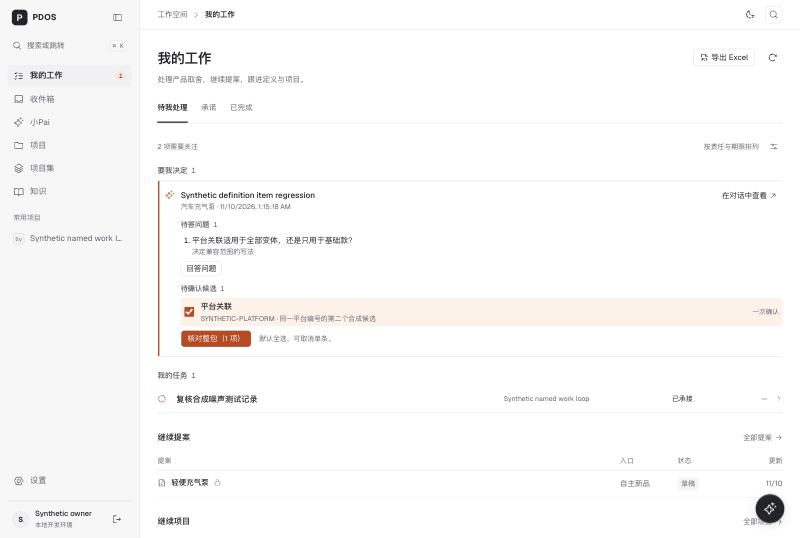 P PDOS
搜索或跳转 ⌘ K
我的工作 1
收件箱
小Pai
项目
项目集
知识
常用项目
Sy Synthetic named work l...
设置
S Synthetic owner
本地开发环境
工作空间 > 我的工作
我的工作
导出 Excel
处理产品取舍、继续提案、跟进定义与项目。
待我处理 承诺 已完成
2 项需要关注
按责任与期限排列
要我决定 1
Synthetic definition item regression
在对话中查看 ↗
汽车充气泵 · 11/10/2026, 1:15:18 AM
待答问题 1
1. 平台关联适用于全部变体，还是只用于基础款？
决定兼容范围的写法
回答问题
待确认候选 1
平台关联
SYNTHETIC-PLATFORM · 同一平台编号的第二个合成候选
一次确认
核对整包（1 项）
默认全选，可取消单条。
我的任务 1
复核合成噪声测试记录 Synthetic named work loop 已承接 —
继续提案
全部提案 →
提案 入口 状态 更新
轻便充气泵 自主新品 草稿 11/10
继续项目